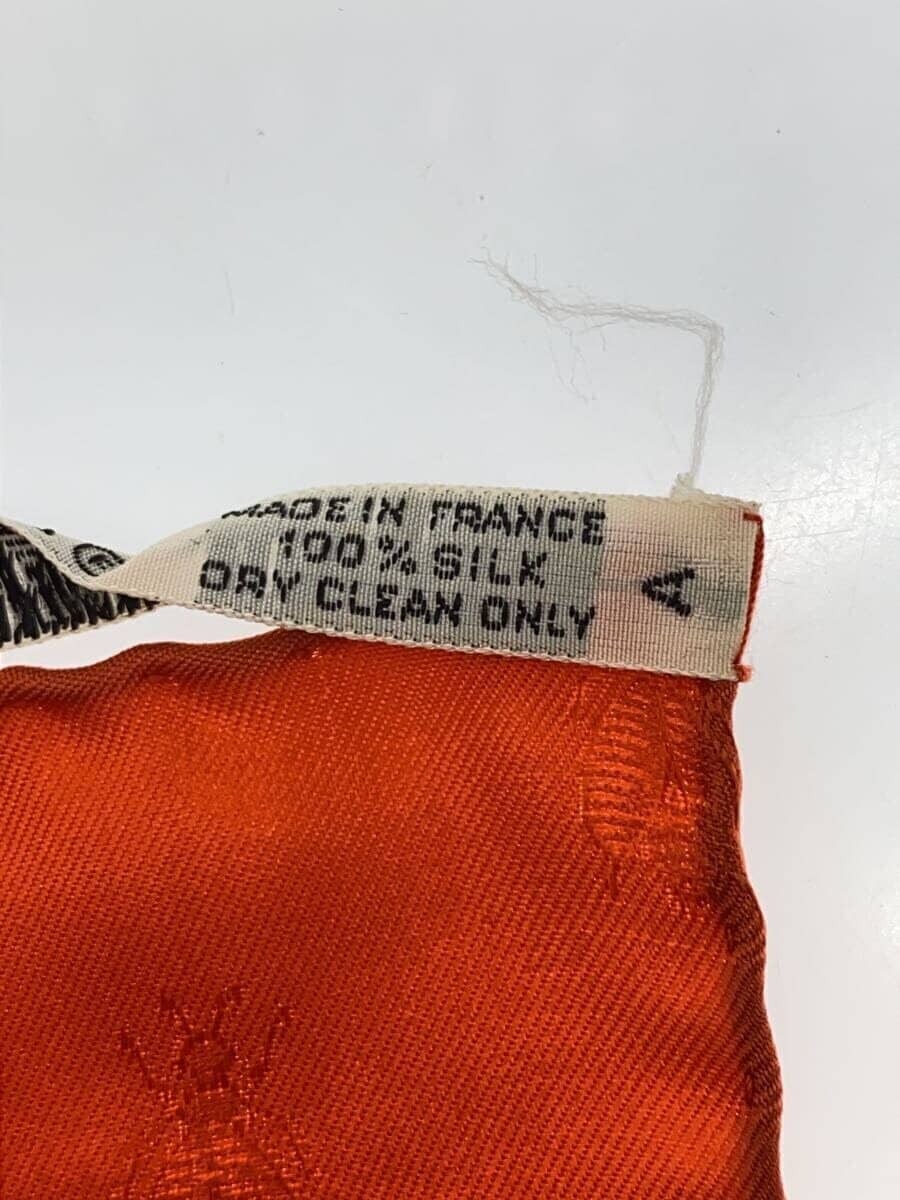 MADE IN FRANCE
100% SILK
DRY CLEAN ONLY
A